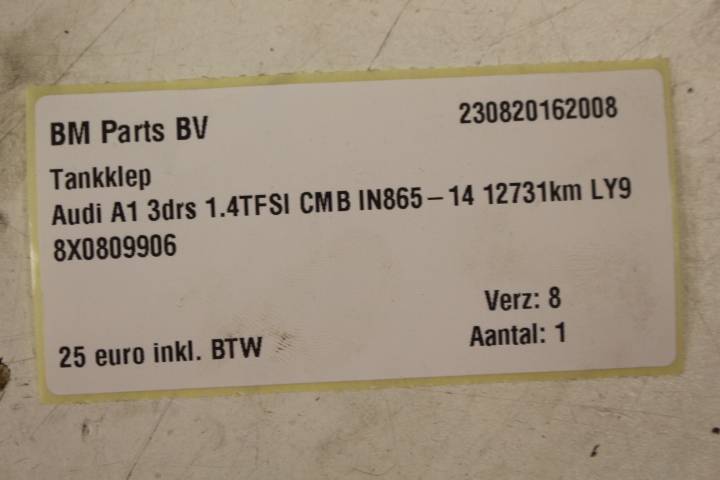 BM Parts BV
230820162008
Tankklep
Audi A1 3drs 1.4TFSI CMB IN865-14 12731km LY9
8X0809906
Verz: 8
25 euro inkl. BTW
Aantal: 1